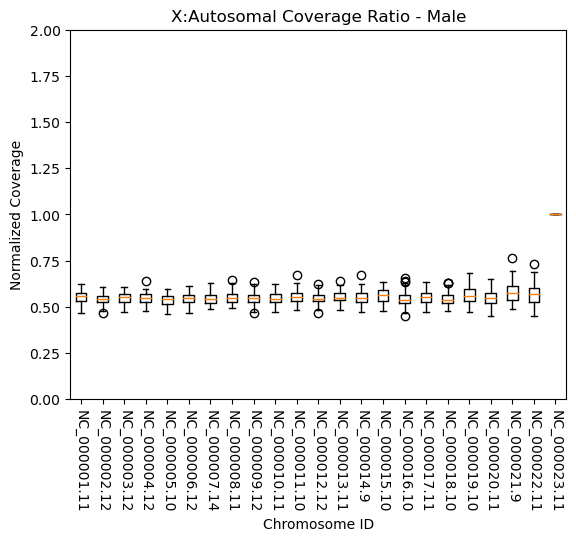 X:Autosomal Coverage Ratio - Male
Normalized Coverage
2.00
1.75
1.50
1.25
1.00
0.75
0.50
0.25
0.00
NC_000001.11
NC_000002.12
NC_000003.12
NC_000004.12
NC_000005.10
NC_000006.12
NC_000007.14
NC_000008.11
NC_000009.12
NC_000010.11
NC_000011.10
NC_000012.12
NC_000013.11
NC_000014.9
NC_000015.10
NC_000016.10
NC_000017.11
NC_000018.10
NC_000019.10
NC_000020.11
NC_000021.9
NC_000022.11
NC_000023.11
Chromosome ID